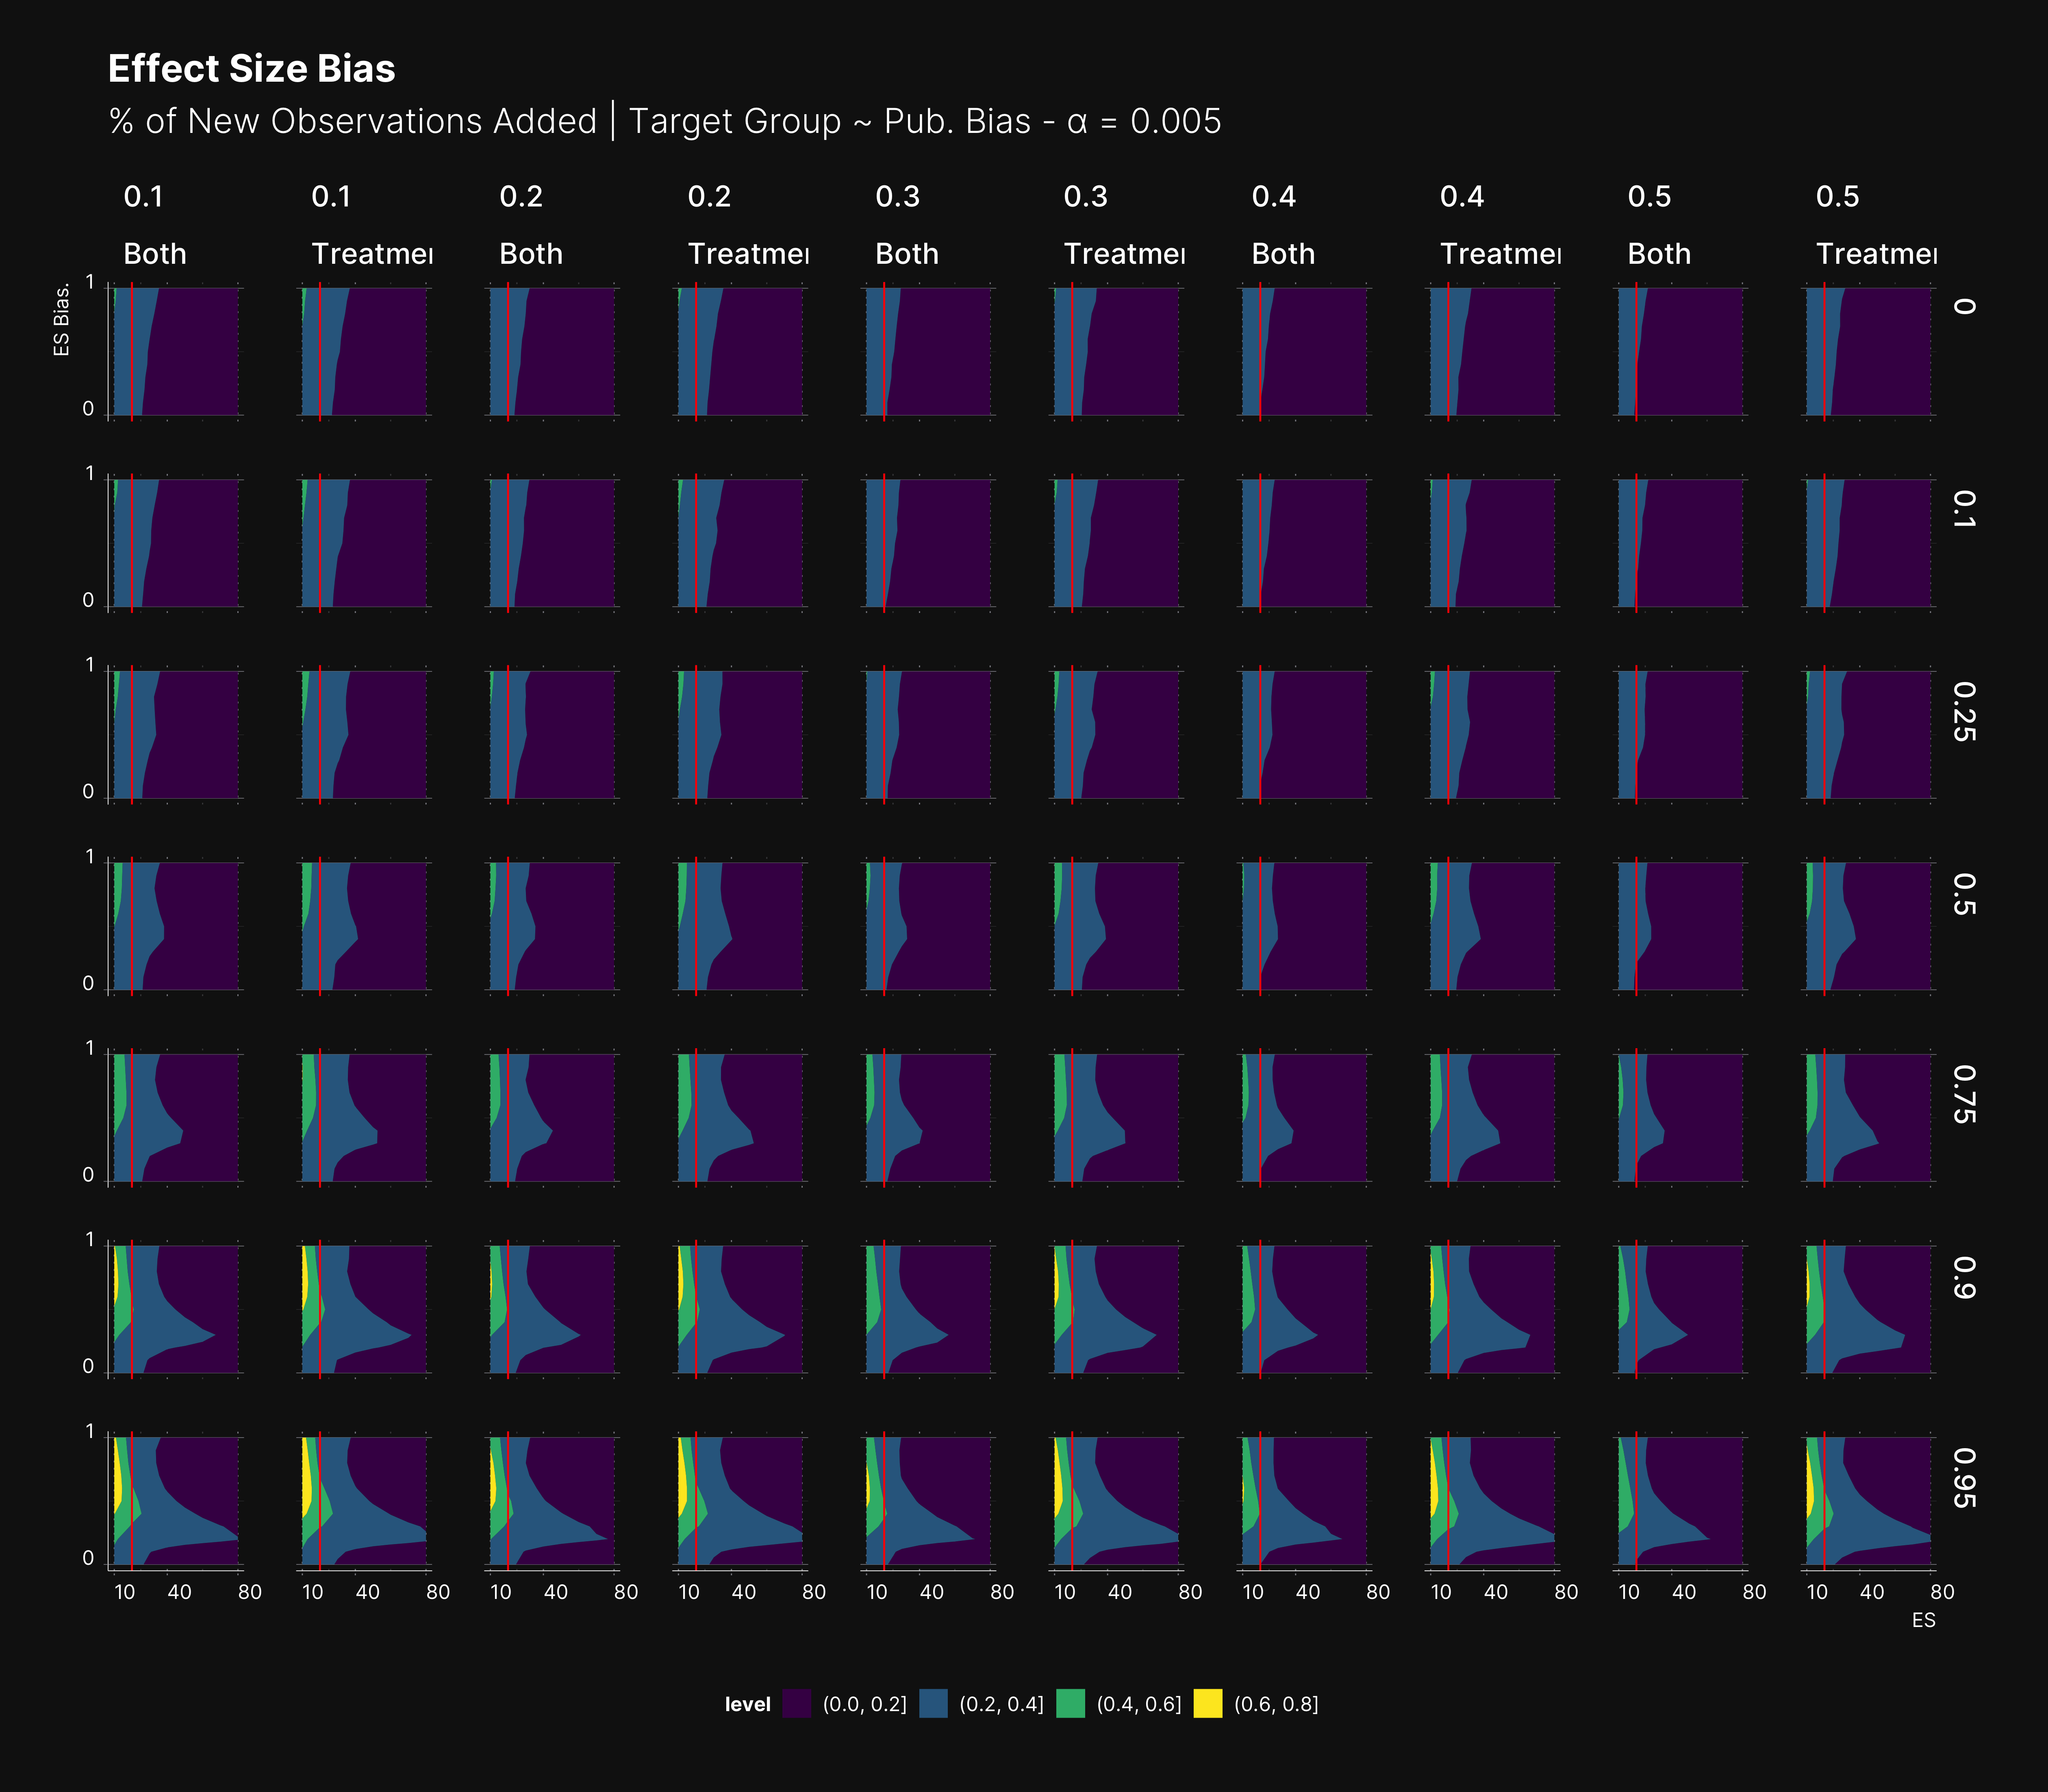 Effect Size Bias
% of New Observations Added | Target Group ~ Pub. Bias - α = 0.005
0.1 0.1 0.2 0.2 0.3 0.3 0.4 0.4 0.5 0.5
Both Treatmer Both Treatmer Both Treatmer Both Treatmer Both Treatmer
ES Bias.
1
0
0
1
0
0.1
1
0
0.25
1
0
0.5
1
0
0.75
1
0
0.9
1
0
0.95
10 40 80 10 40 80 10 40 80 10 40 80 10 40 80 10 40 80 10 40 80 10 40 80 10 40 80 10 40 80
ES
level (0.0, 0.2] (0.2, 0.4] (0.4, 0.6] (0.6, 0.8]